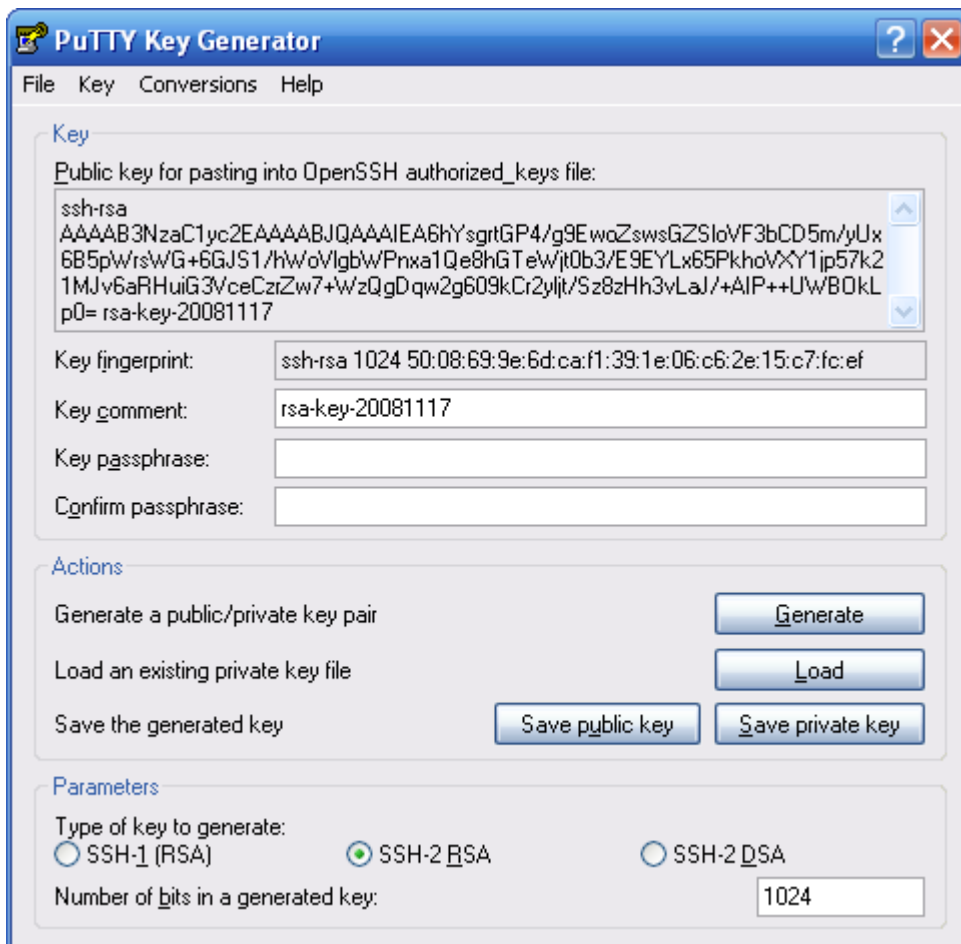 PuTTY Key Generator
File Key Conversions Help
Key
Public key for pasting into OpenSSH authorized_keys file:
ssh-rsa
AAAAB3NzaC1yc2EAAAABJQAAAIEA6hYsgrtGP4/g9EwoZswsGZSIoVF3bCD5m/yUx
6B5pWrsWG+6GJS1/hWoVlgbWPnxa1Qe8hGTeWjt0b3/E9EYLx65PkhoVXY1jp57k2
1MJv6aRHuiG3VceCzrZw7+WzQgDqw2g609kCr2yljt/Sz8zHh3vLaJ/+AIP++UWBOkL
p0= rsa-key-20081117
Key fingerprint: ssh-rsa 1024 50:08:69:9e:6d:ca:f1:39:1e:06:c6:2e:15:c7:fc:ef
Key comment: rsa-key-20081117
Key passphrase:
Confirm passphrase:
Actions
Generate a public/private key pair Generate
Load an existing private key file Load
Save the generated key Save public key Save private key
Parameters
Type of key to generate:
SSH-1 (RSA) SSH-2 RSA SSH-2 DSA
Number of bits in a generated key: 1024